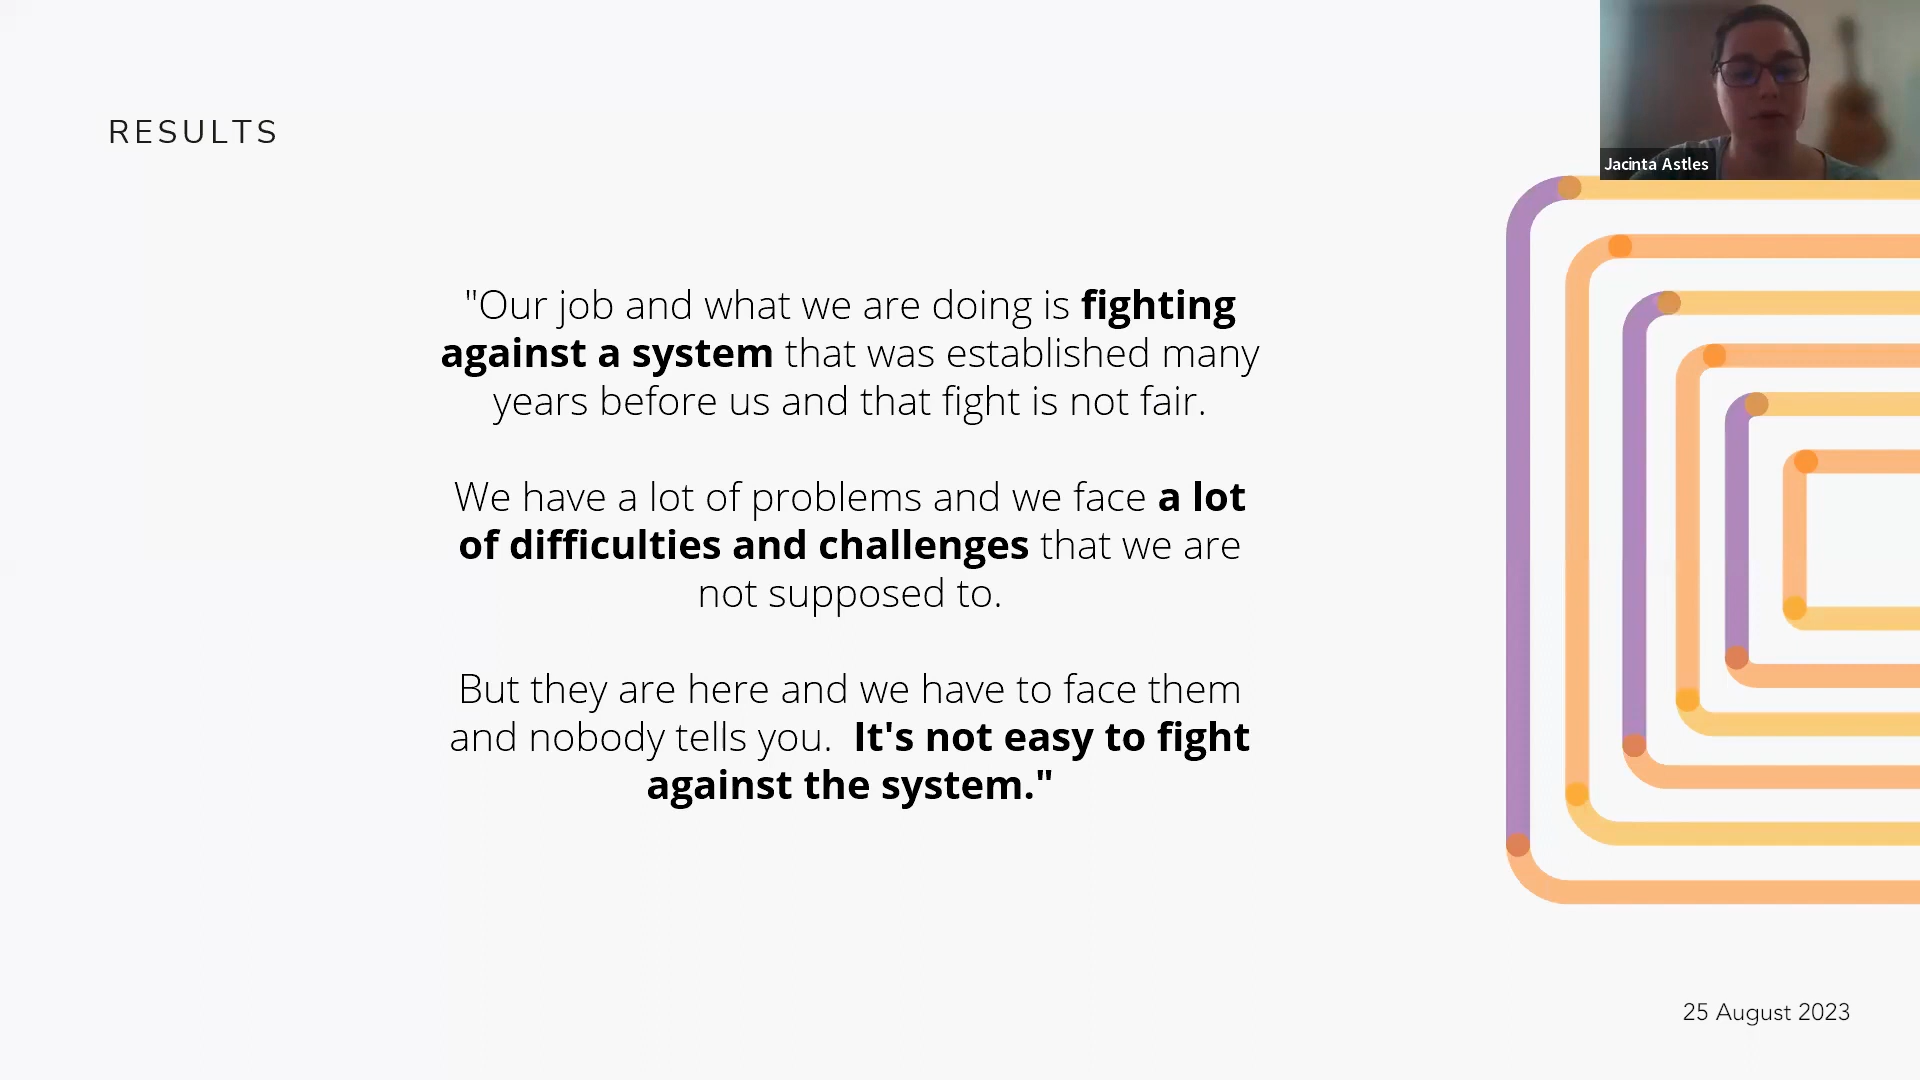 RESULTS
Jacinta Astles
"Our job and what we are doing is fighting
against a system that was established many
years before us and that fight is not fair.
We have a lot of problems and we face a lot
of difficulties and challenges that we are
not supposed to.
But they are here and we have to face them
and nobody tells you.  It's not easy to fight
against the system."
25 August 2023